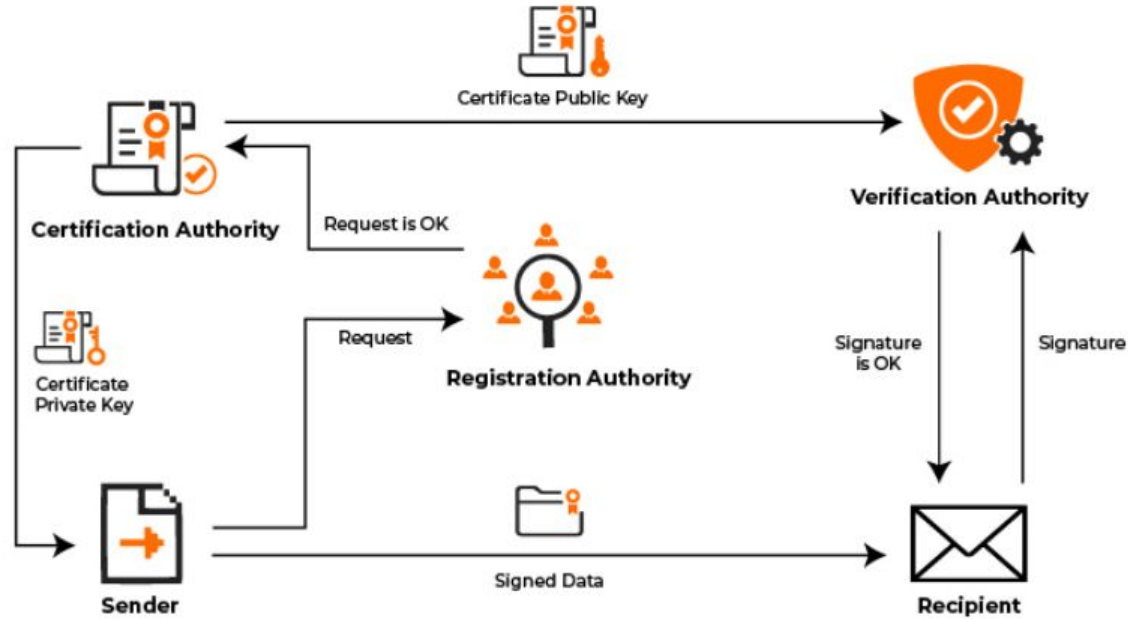 Certificate Public Key
Verification Authority
Certification Authority
Request is OK
Request
Registration Authority
Signature
is OK
Signature
Certificate
Private Key
Signed Data
Sender
Recipient